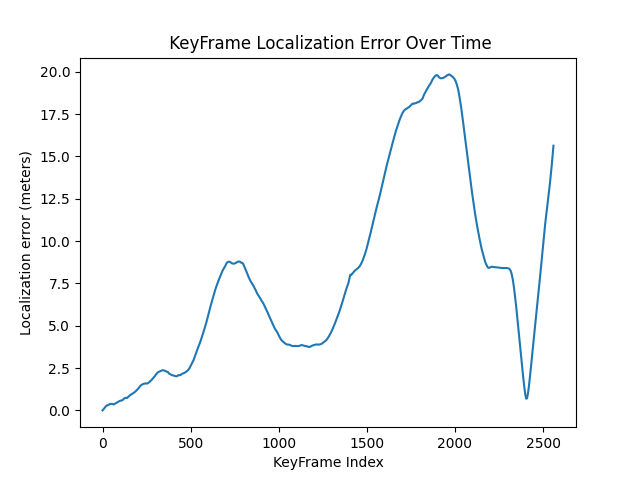 KeyFrame Localization Error Over Time
Localization error (meters)
20.0
17.5
15.0
12.5
10.0
7.5
5.0
2.5
0.0
0 500 1000 1500 2000 2500
KeyFrame Index